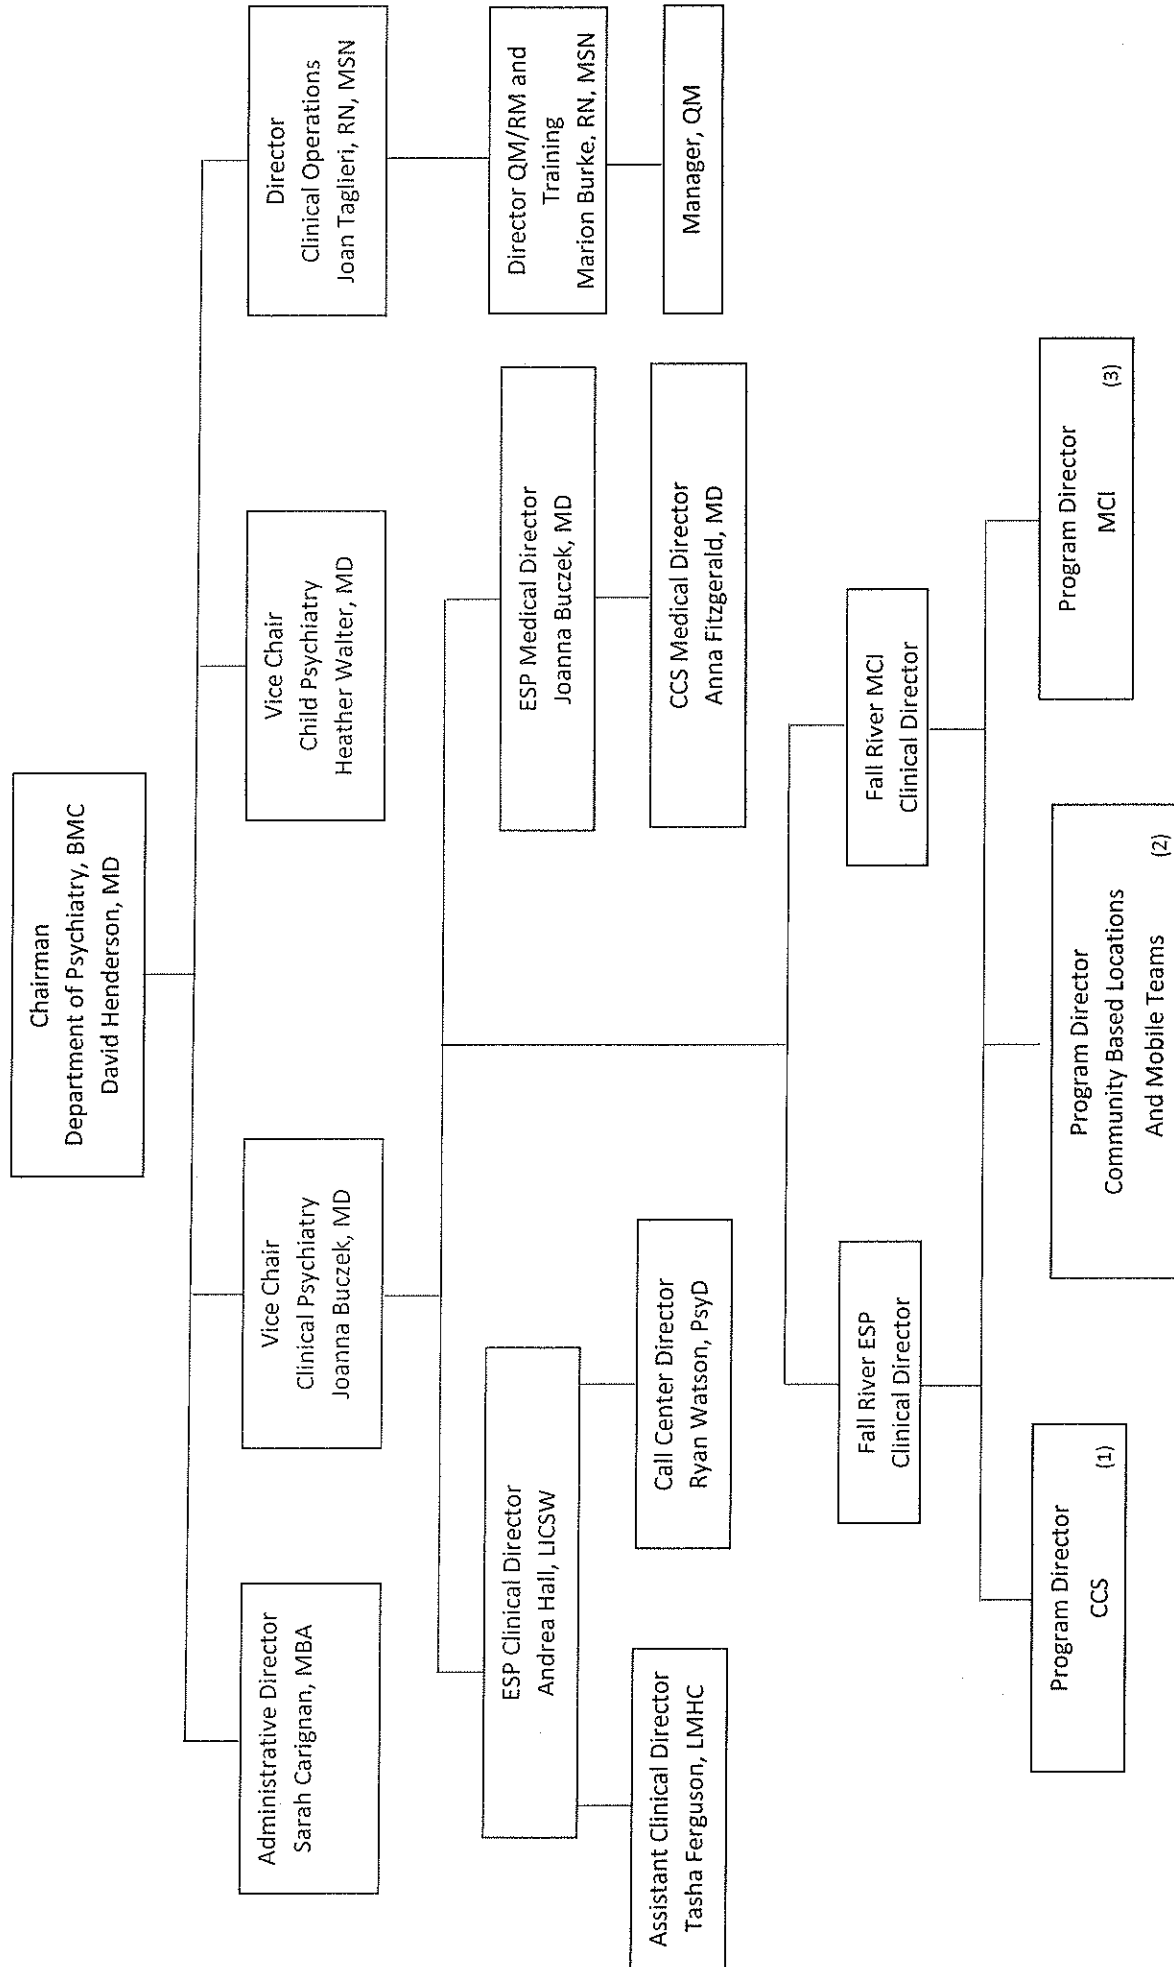 Chairman
Department of Psychiatry, BMC
David Henderson, MD
Administrative Director
Sarah Carignan, MBA
Vice Chair
Clinical Psychiatry
Joanna Buczek, MD
Vice Chair
Child Psychiatry
Heather Walter, MD
Director
Clinical Operations
Joan Taglieri, RN, MSN
ESP Clinical Director
Andrea Hall, LICSW
ESP Medical Director
Joanna Buczek, MD
Director QM/RM and
Training
Marion Burke, RN, MSN
Assistant Clinical Director
Tasha Ferguson, LMHC
Call Center Director
Ryan Watson, PsyD
CCS Medical Director
Anna Fitzgerald, MD
Manager, QM
Fall River ESP
Clinical Director
Fall River MCI
Clinical Director
Program Director
CCS
(1)
Program Director
Community Based Locations
And Mobile Teams
(2)
Program Director
MCI
(3)